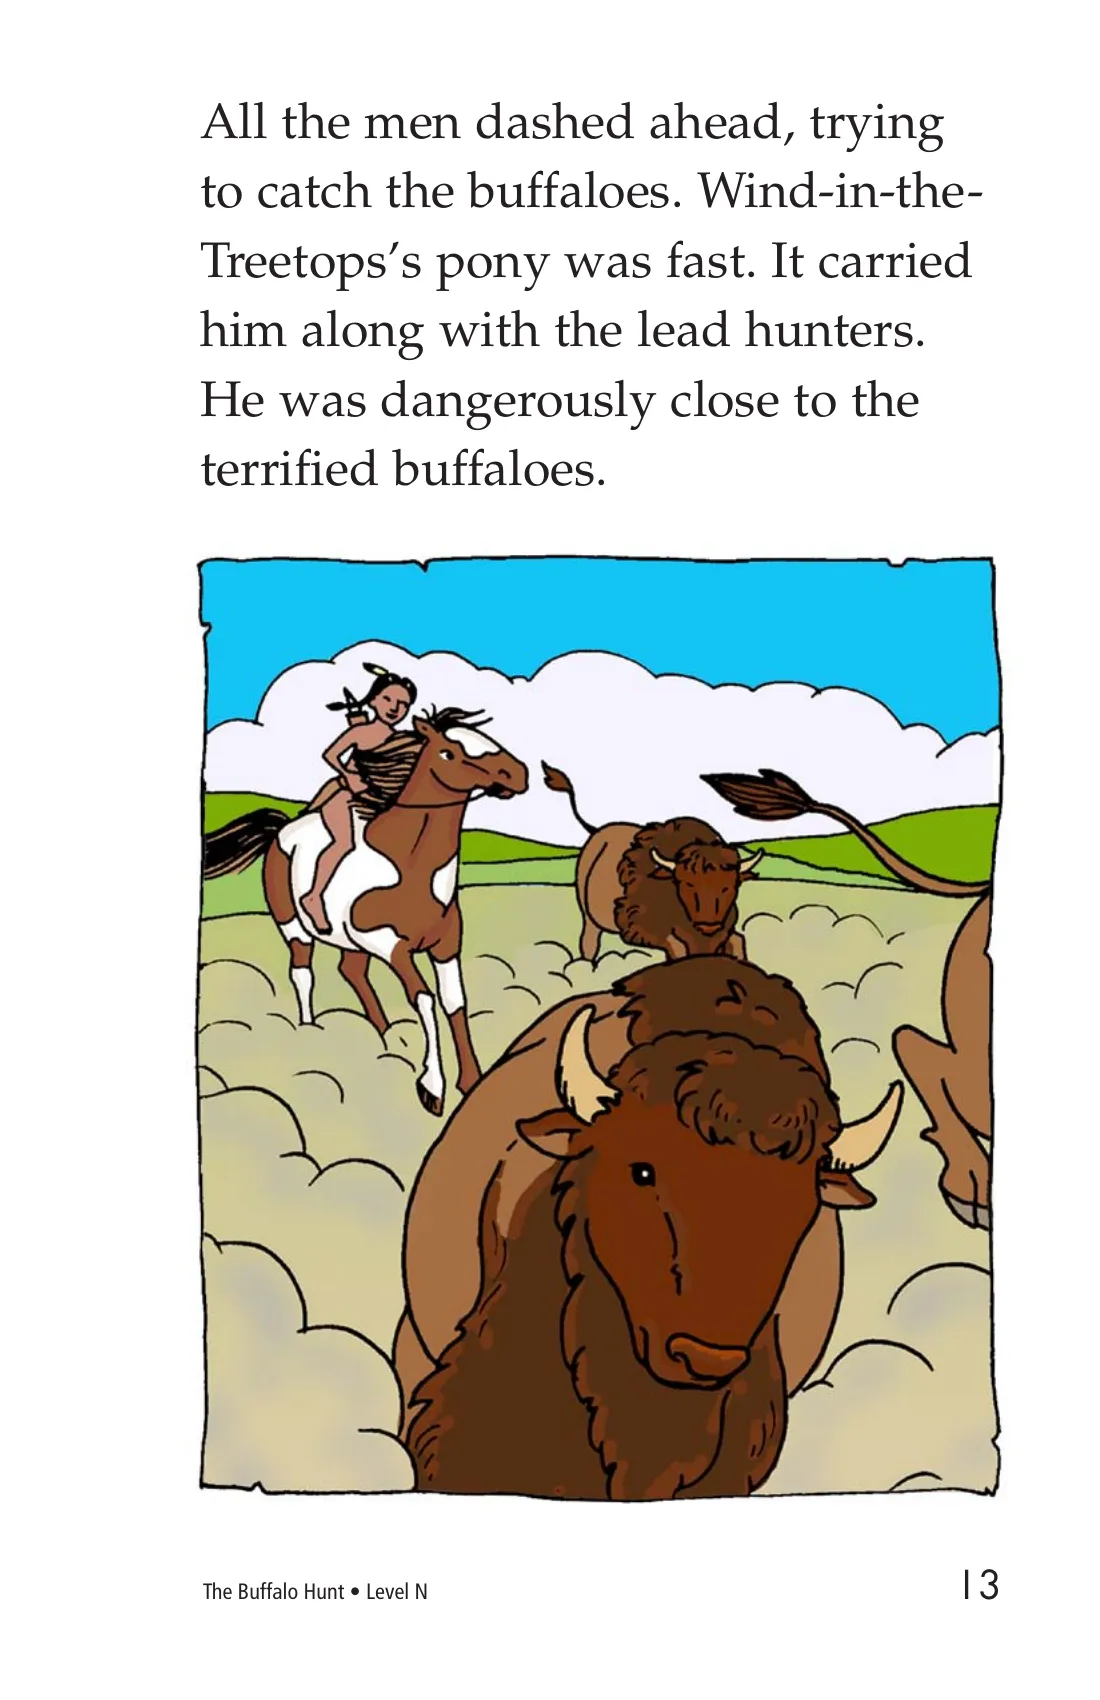 All the men dashed ahead, trying
to catch the buffaloes. Wind-in-the-
Treetops’s pony was fast. It carried
him along with the lead hunters.
He was dangerously close to the
terrified buffaloes.
The Buffalo Hunt • Level N
13